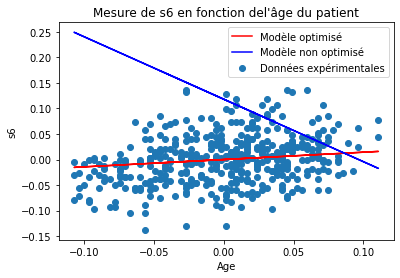 Mesure de s6 en fonction del'âge du patient
Modèle optimisé
Modèle non optimisé
Données expérimentales
s6
0.25
0.20
0.15
0.10
0.05
0.00
−0.05
−0.10
−0.15
−0.10 −0.05 0.00 0.05 0.10
Age